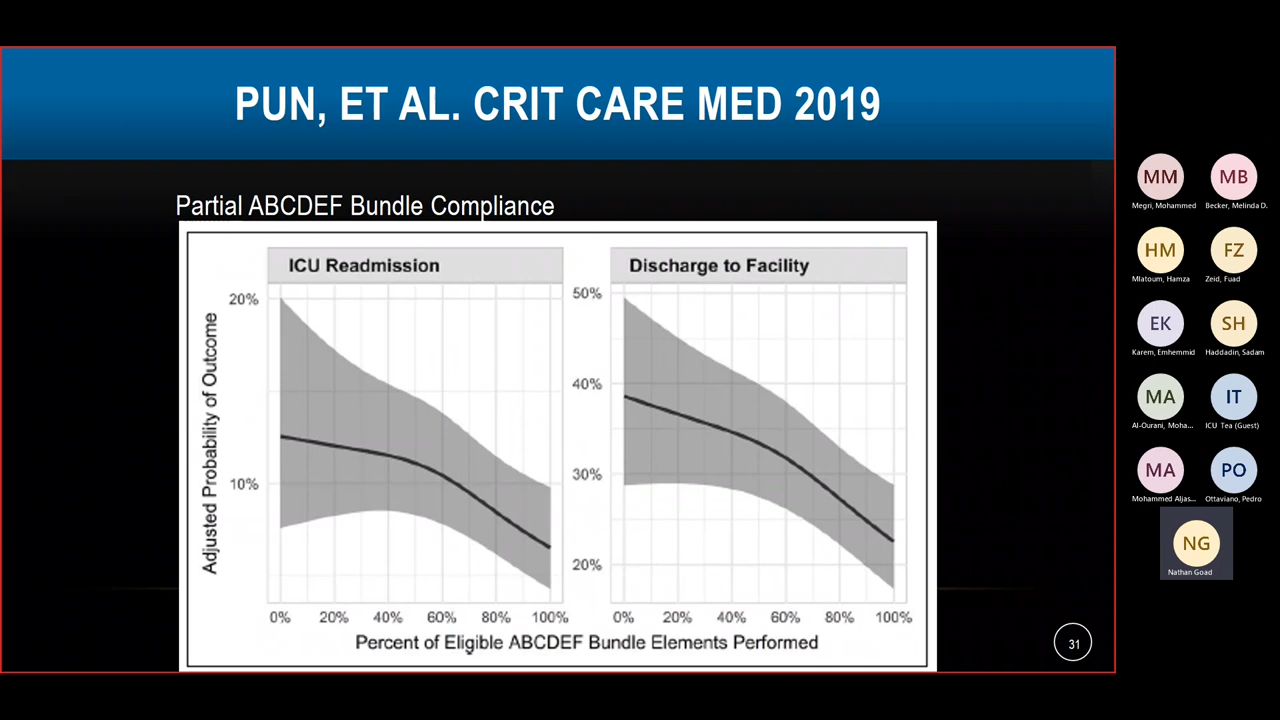 PUN, ET AL. CRIT CARE MED 2019
Partial ABCDEF Bundle Compliance
ICU Readmission
Discharge to Facility
Adjusted Probability of Outcome
20%
10%
50%
40%
30%
20%
0% 20% 40% 60% 80% 100%
0% 20% 40% 60% 80% 100%
Percent of Eligible ABCDEF Bundle Elements Performed
31
MM MB
Megri, Mohammed Becker, Melinda D.
HM FZ
Mlatoum, Hamza Zeid, Fuad
EK SH
Karem, Emhemmid Haddadin, Sadam
MA IT
Al-Ourani, Moha... ICU Tea (Guest)
MA PO
Mohammed Aljas... Ottaviano, Pedro
NG
Nathan Goad